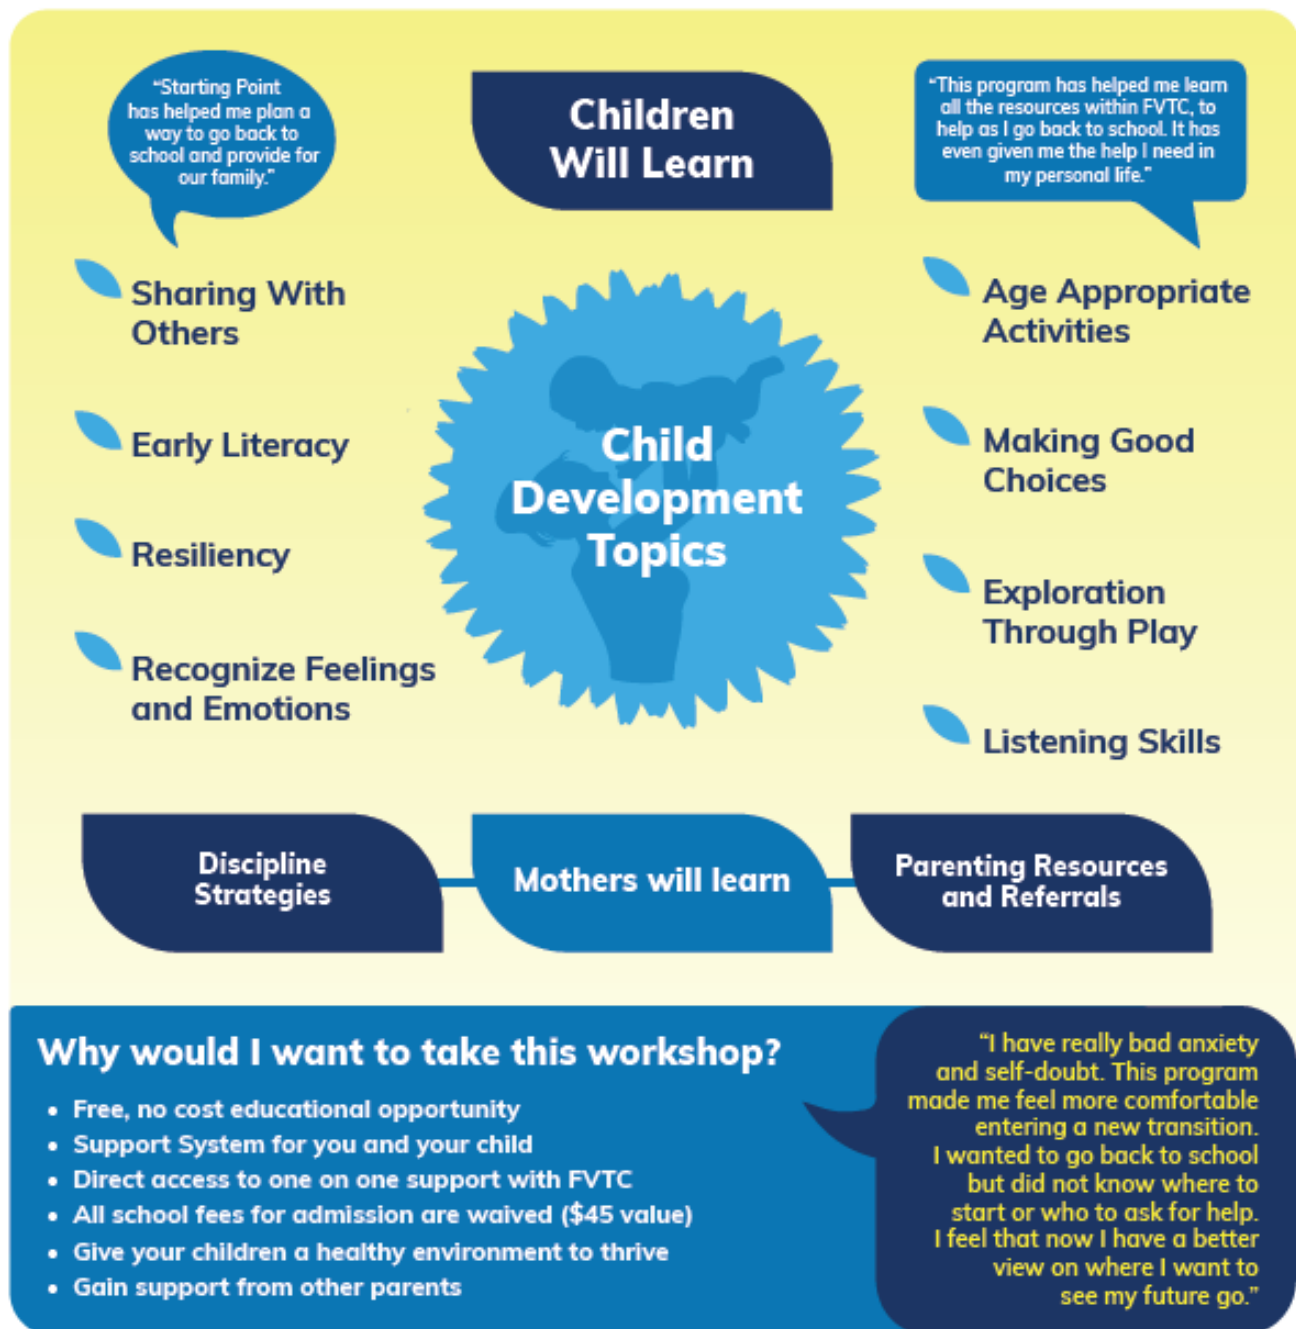 “Starting Point
has helped me plan a
way to go back to
school and provide for
our family.”
Children
Will Learn
“This program has helped me learn
all the resources within FVTC, to
help as I go back to school. It has
even given me the help I need in
my personal life.”
Sharing With
Others
Early Literacy
Resiliency
Recognize Feelings
and Emotions
Child
Development
Topics
Age Appropriate
Activities
Making Good
Choices
Exploration
Through Play
Listening Skills
Discipline
Strategies
Mothers will learn
Parenting Resources
and Referrals
Why would I want to take this workshop?
• Free, no cost educational opportunity
• Support System for you and your child
• Direct access to one on one support with FVTC
• All school fees for admission are waived ($45 value)
• Give your children a healthy environment to thrive
• Gain support from other parents
“I have really bad anxiety
and self-doubt. This program
made me feel more comfortable
entering a new transition.
I wanted to go back to school
but did not know where to
start or who to ask for help.
I feel that now I have a better
view on where I want to
see my future go.”